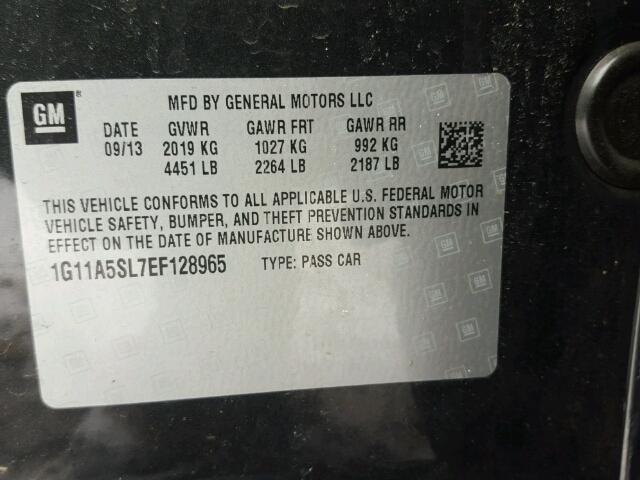 GM®
MFD BY GENERAL MOTORS LLC
DATE GVWR GAWR FRT GAWR RR
09/13 2019 KG 1027 KG 992 KG
4451 LB 2264 LB 2187 LB
THIS VEHICLE CONFORMS TO ALL APPLICABLE U.S. FEDERAL MOTOR
VEHICLE SAFETY, BUMPER, AND THEFT PREVENTION STANDARDS IN
EFFECT ON THE DATE OF MANUFACTURE SHOWN ABOVE.
1G11A5SL7EF128965 TYPE: PASS CAR